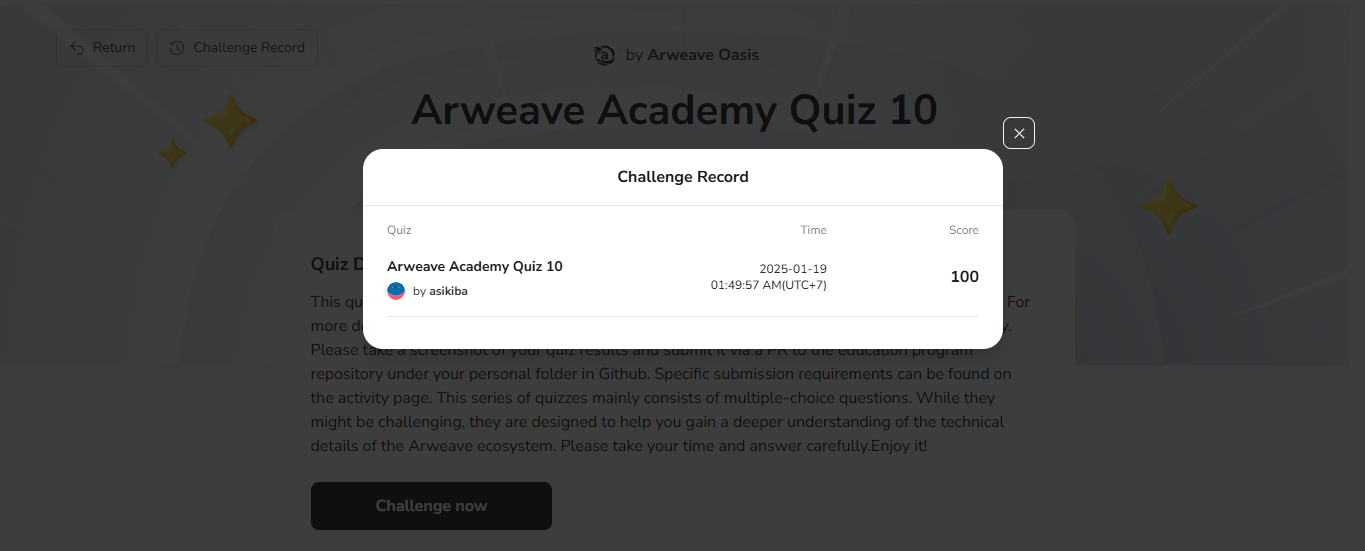 Return
Challenge Record
by Arweave Oasis
Arweave Academy Quiz 10
Challenge Record
Quiz Time Score
Arweave Academy Quiz 10
by asikiba
2025-01-19
01:49:57 AM(UTC+7)
100
Quiz D
This qu For
more de y.
Please take a screenshot of your quiz results and submit it via a PR to the education program
repository under your personal folder in Github. Specific submission requirements can be found on
the activity page. This series of quizzes mainly consists of multiple-choice questions. While they
might be challenging, they are designed to help you gain a deeper understanding of the technical
details of the Arweave ecosystem. Please take your time and answer carefully.Enjoy it!
Challenge now